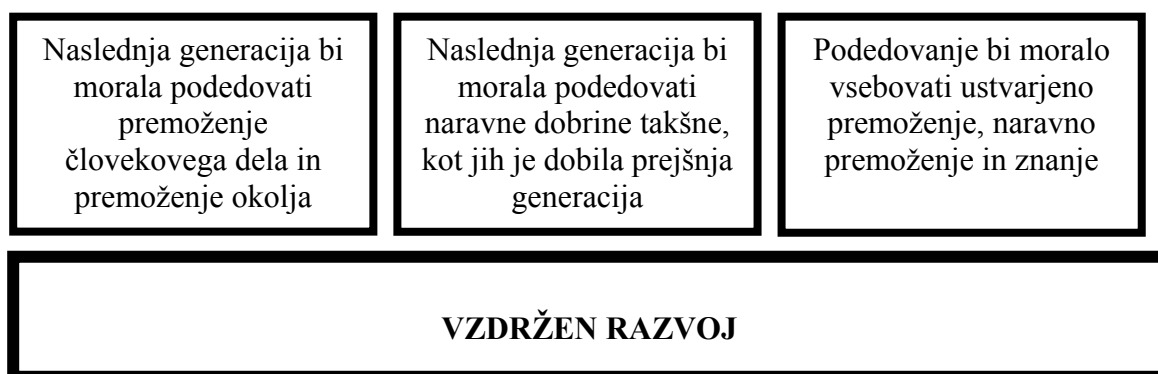 Naslednja generacija bi
morala podedovati
premoženje
človekovega dela in
premoženje okolja
Naslednja generacija bi
morala podedovati
naravne dobrine takšne,
kot jih je dobila prejšnja
generacija
Podedovanje bi moralo
vsebovati ustvarjeno
premoženje, naravno
premoženje in znanje
VZDRŽEN RAZVOJ